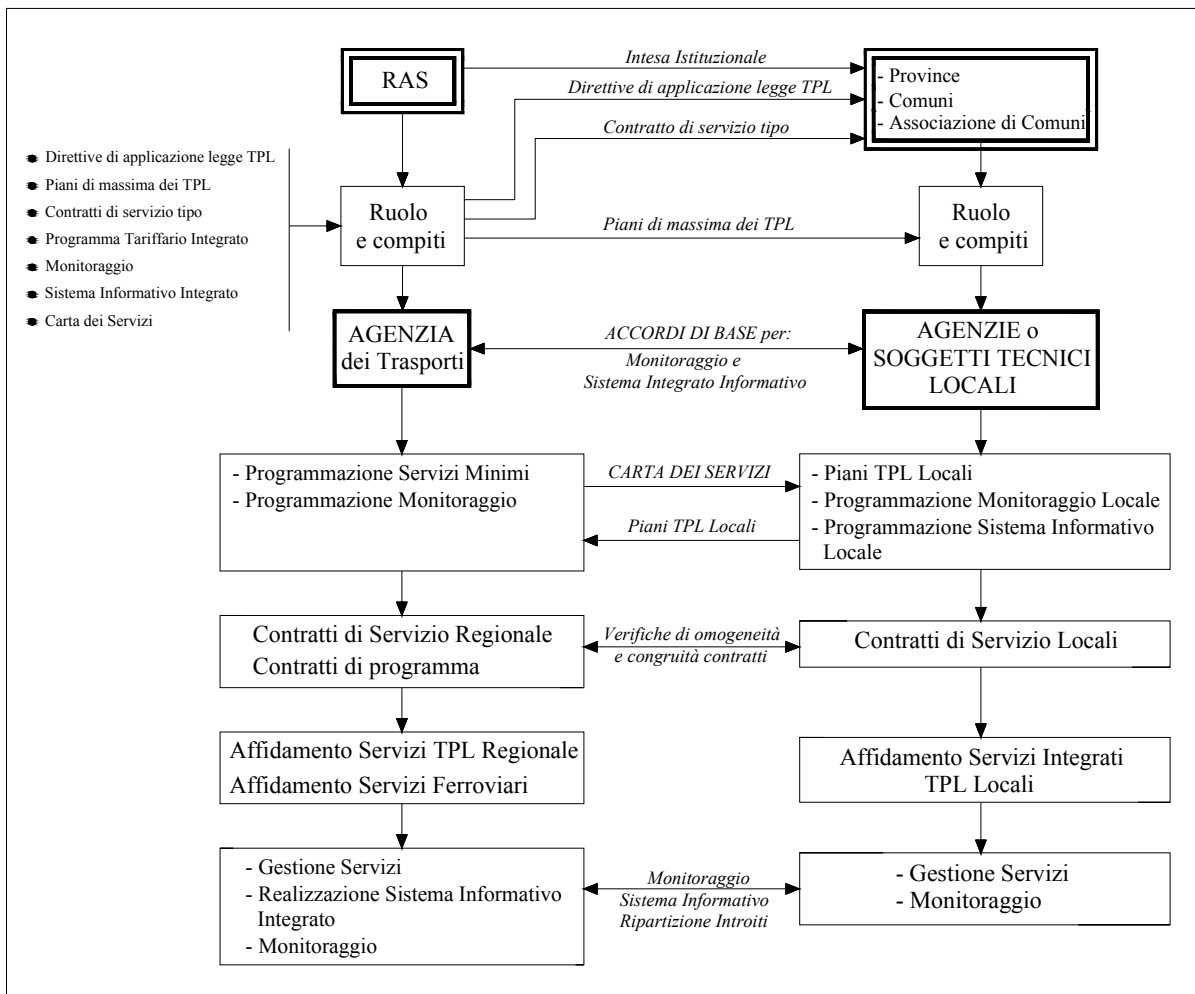 RAS
Intesa Istituzionale
- Province
- Comuni
- Associazione di Comuni
Direttive di applicazione legge TPL
Contratto di servizio tipo
Direttive di applicazione legge TPL
Piani di massima dei TPL
Contratti di servizio tipo
Programma Tariffario Integrato
Monitoraggio
Sistema Informativo Integrato
Carta dei Servizi
Ruolo
e compiti
Piani di massima dei TPL
Ruolo
e compiti
AGENZIA
dei Trasporti
ACCORDI DI BASE per:
Monitoraggio e
Sistema Integrato Informativo
AGENZIE o
SOGGETTI TECNICI
LOCALI
- Programmazione Servizi Minimi
- Programmazione Monitoraggio
CARTA DEI SERVIZI
Piani TPL Locali
- Piani TPL Locali
- Programmazione Monitoraggio Locale
- Programmazione Sistema Informativo
Locale
Contratti di Servizio Regionale
Contratti di programma
Verifiche di omogeneità
e congruità contratti
Contratti di Servizio Locali
Affidamento Servizi TPL Regionale
Affidamento Servizi Ferroviari
Affidamento Servizi Integrati
TPL Locali
- Gestione Servizi
- Realizzazione Sistema Informativo
Integrato
- Monitoraggio
Monitoraggio
Sistema Informativo
Ripartizione Introiti
- Gestione Servizi
- Monitoraggio